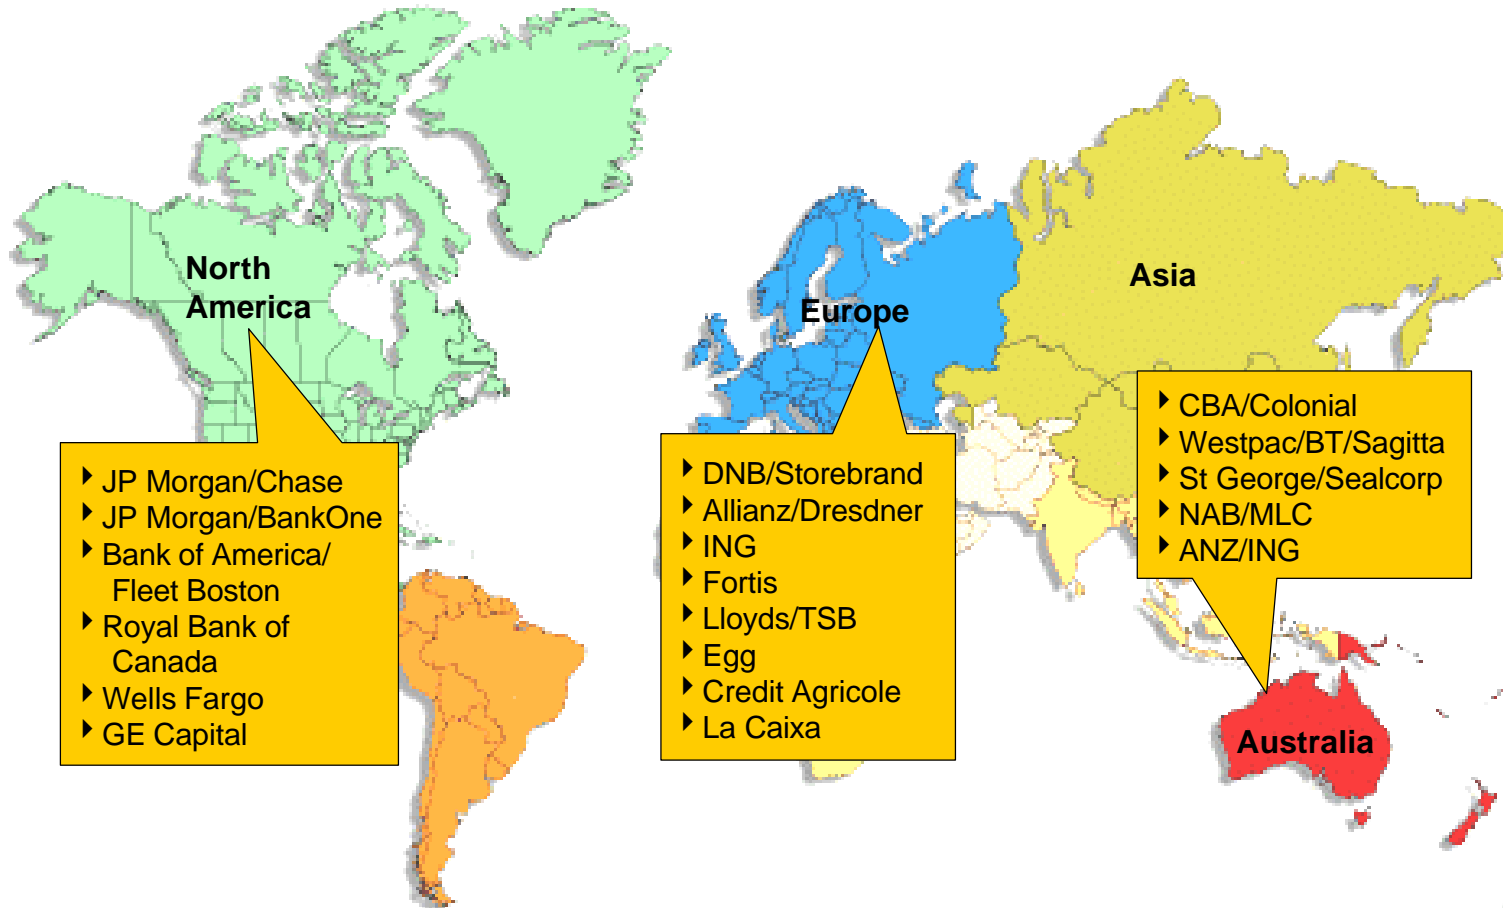 North
America
JP Morgan/Chase
JP Morgan/BankOne
Bank of America/
Fleet Boston
Royal Bank of
Canada
Wells Fargo
GE Capital
Europe
DNB/Storebrand
Allianz/Dresdner
ING
Fortis
Lloyds/TSB
Egg
Credit Agricole
La Caixa
Asia
CBA/Colonial
Westpac/BT/Sagitta
St George/Sealcorp
NAB/MLC
ANZ/ING
Australia